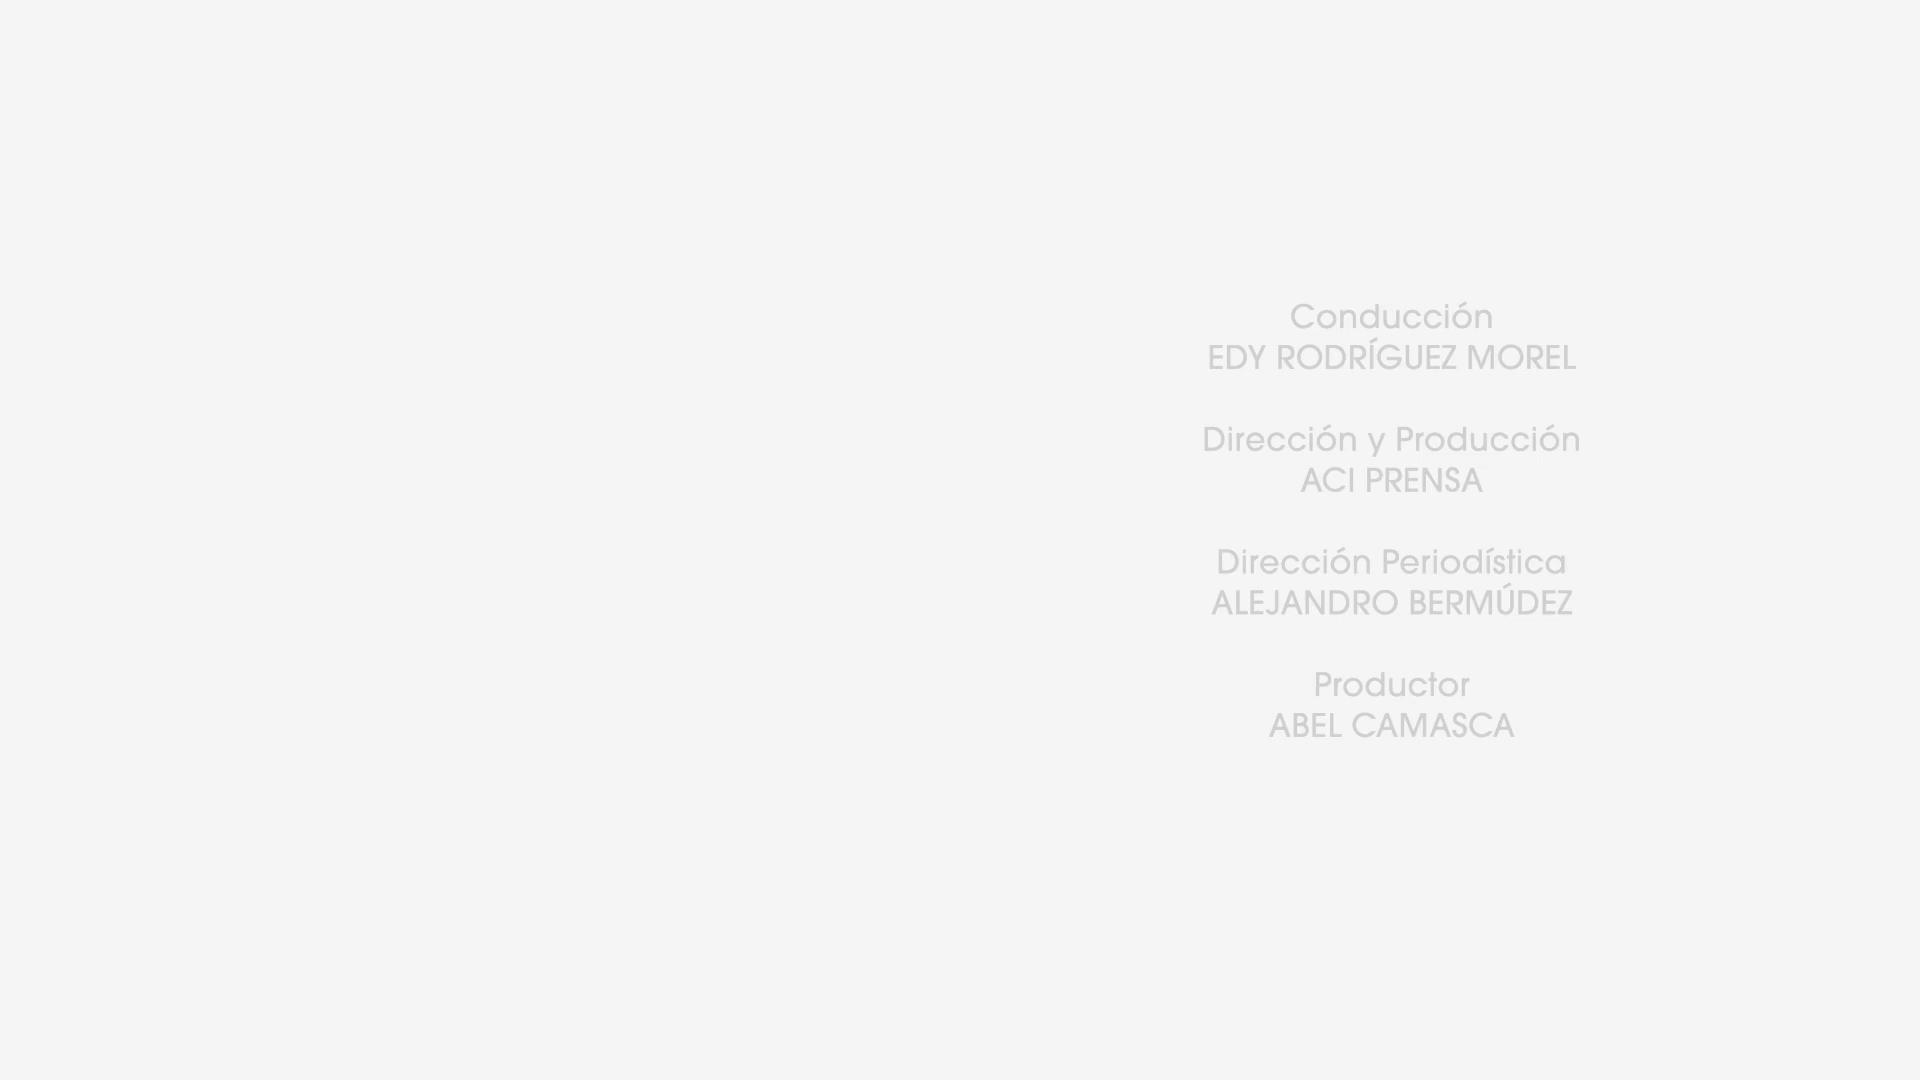 Conducción
EDY RODRÍGUEZ MOREL
Dirección y Producción
ACI PRENSA
Dirección Periodística
ALEJANDRO BERMÚDEZ
Productor
ABEL CAMASCA